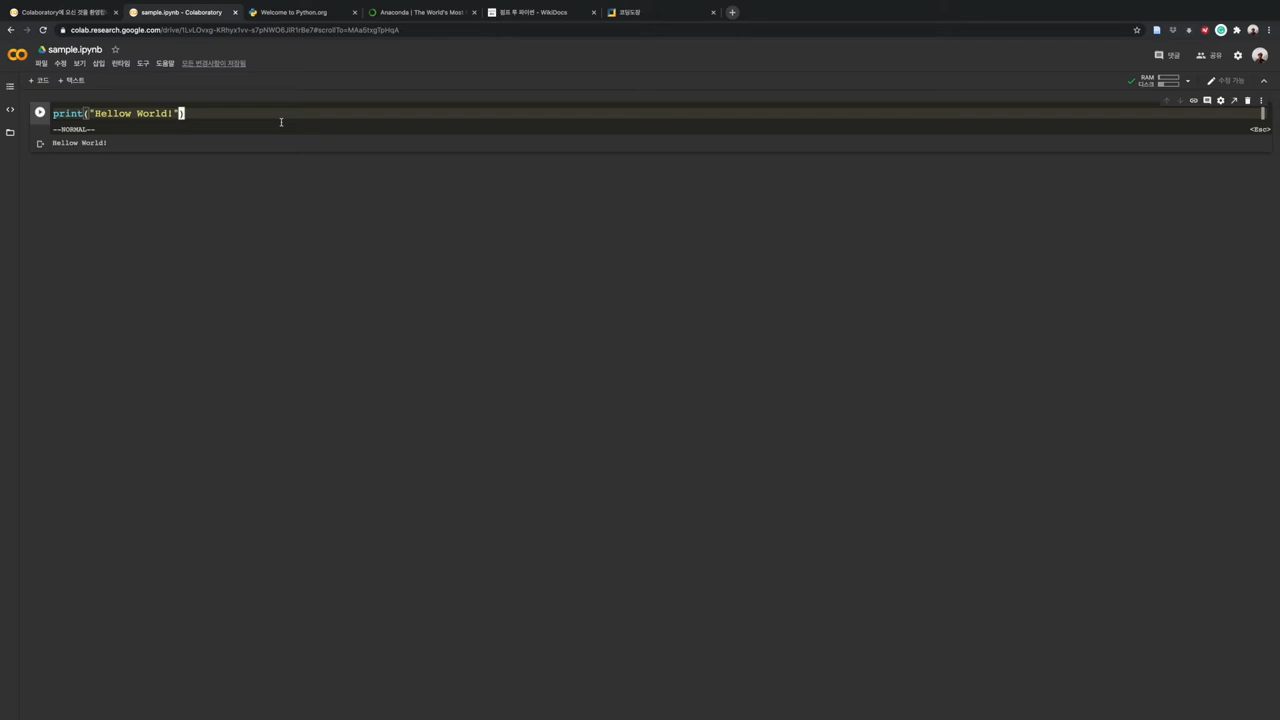 Colaboratory에 오신 것을 환영합
sample.ipynb - Colaboratory
Welcome to Python.org
Anaconda | The World's Most
점프 투 파이썬 - WikiDocs
코딩도장
colab.research.google.com/drive/1LvLOvxg-KRhyx1vv-s7pNWO6JlR1rBe7#scrollTo=MAa5txgTpHqA
sample.ipynb
댓글
공유
파일 수정 보기 삽입 런타임 도구 도움말 모든 변경사항이 저장됨
+ 코드 + 텍스트
RAM
디스크
수정 가능
print("Hellow World!")
--NORMAL--
<Esc>
Hellow World!